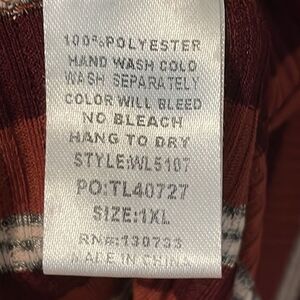 100%POLYESTER
HAND WASH COLD
WASH SEPARATELY
COLOR WILL BLEED
NO BLEACH
HANG TO DRY
STYLE:WL5107
PO:TL40727
SIZE:1XL
RN#:130733
MADE IN CHINA